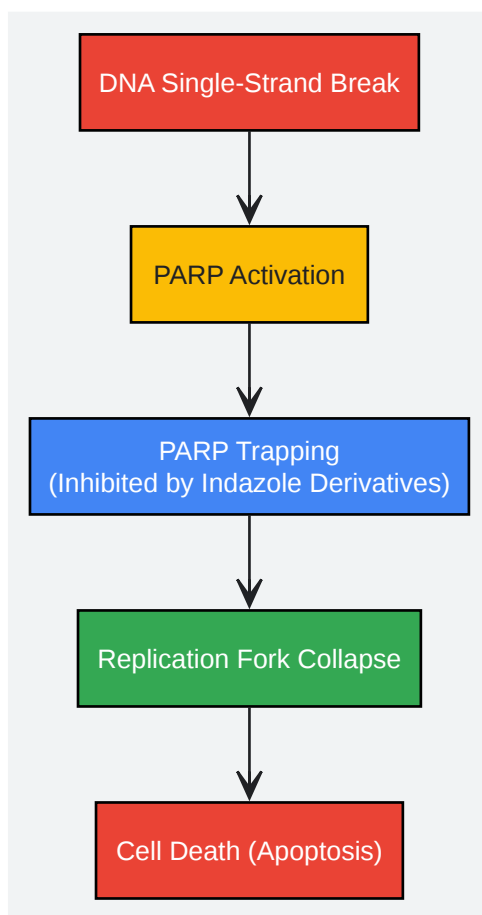 DNA Single-Strand Break
PARP Activation
PARP Trapping
(Inhibited by Indazole Derivatives)
Replication Fork Collapse
Cell Death (Apoptosis)